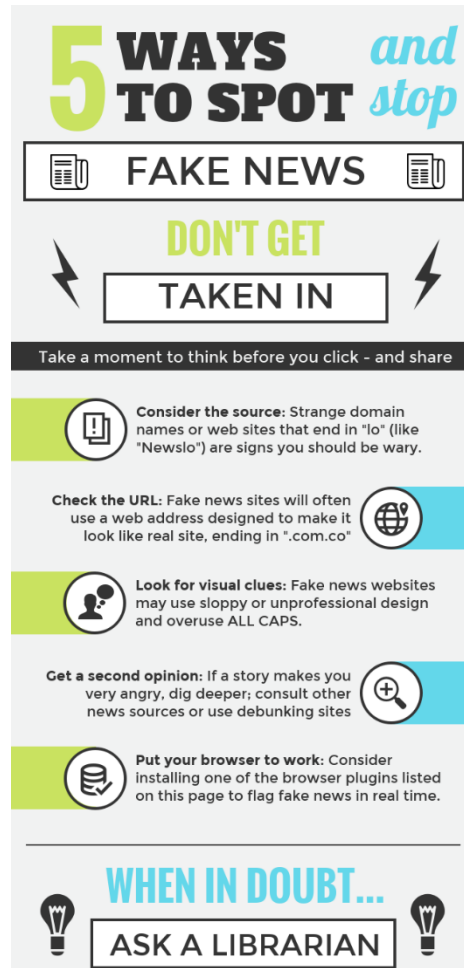 5 WAYS and
TO SPOT stop
FAKE NEWS
DON'T GET
TAKEN IN
Take a moment to think before you click - and share
Consider the source: Strange domain
names or web sites that end in "lo" (like
"Newslo") are signs you should be wary.
Check the URL: Fake news sites will often
use a web address designed to make it
look like real site, ending in ".com.co"
Look for visual clues: Fake news websites
may use sloppy or unprofessional design
and overuse ALL CAPS.
Get a second opinion: If a story makes you
very angry, dig deeper; consult other
news sources or use debunking sites
Put your browser to work: Consider
installing one of the browser plugins listed
on this page to flag fake news in real time.
WHEN IN DOUBT...
ASK A LIBRARIAN